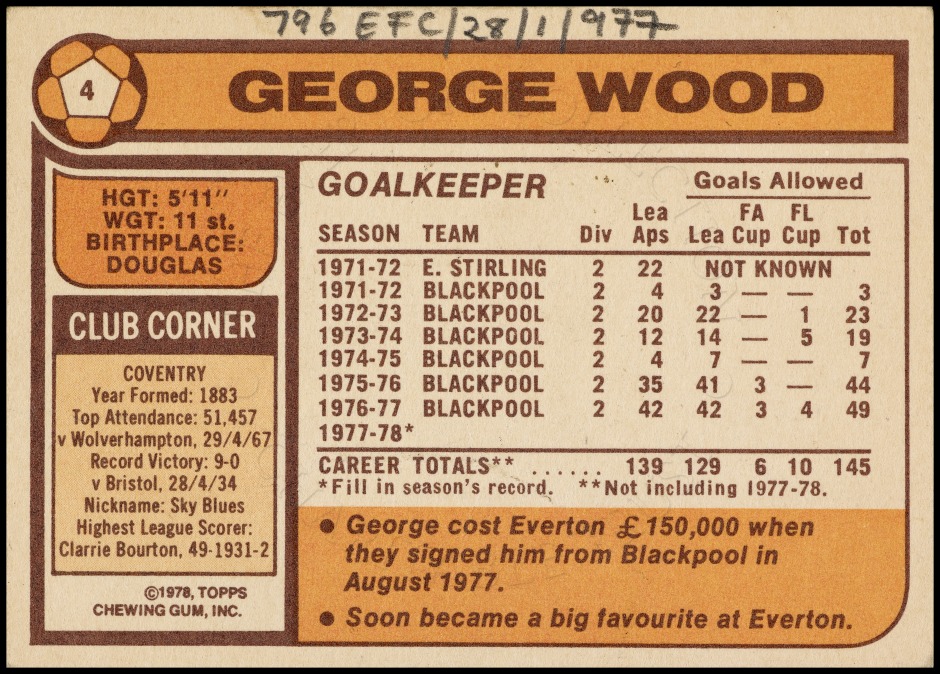 796 EFC/28/1/977
4
GEORGE WOOD
HGT: 5'11"
WGT: 11 st.
BIRTHPLACE:
DOUGLAS
CLUB CORNER
COVENTRY
Year Formed: 1883
Top Attendance: 51,457
v Wolverhampton, 29/4/67
Record Victory: 9-0
v Bristol, 28/4/34
Nickname: Sky Blues
Highest League Scorer:
Clarrie Bourton, 49-1931-2
©1978, TOPPS
CHEWING GUM, INC.
GOALKEEPER Goals Allowed
Lea FA FL
SEASON TEAM Div Aps Lea Cup Cup Tot
1971-72 E. STIRLING 2 22 NOT KNOWN
1971-72 BLACKPOOL 2 4 3 — — 3
1972-73 BLACKPOOL 2 20 22 — 1 23
1973-74 BLACKPOOL 2 12 14 — 5 19
1974-75 BLACKPOOL 2 4 7 — — 7
1975-76 BLACKPOOL 2 35 41 3 — 44
1976-77 BLACKPOOL 2 42 42 3 4 49
1977-78*
CAREER TOTALS** ...... 139 129 6 10 145
*Fill in season's record. **Not including 1977-78.
• George cost Everton £150,000 when
they signed him from Blackpool in
August 1977.
• Soon became a big favourite at Everton.